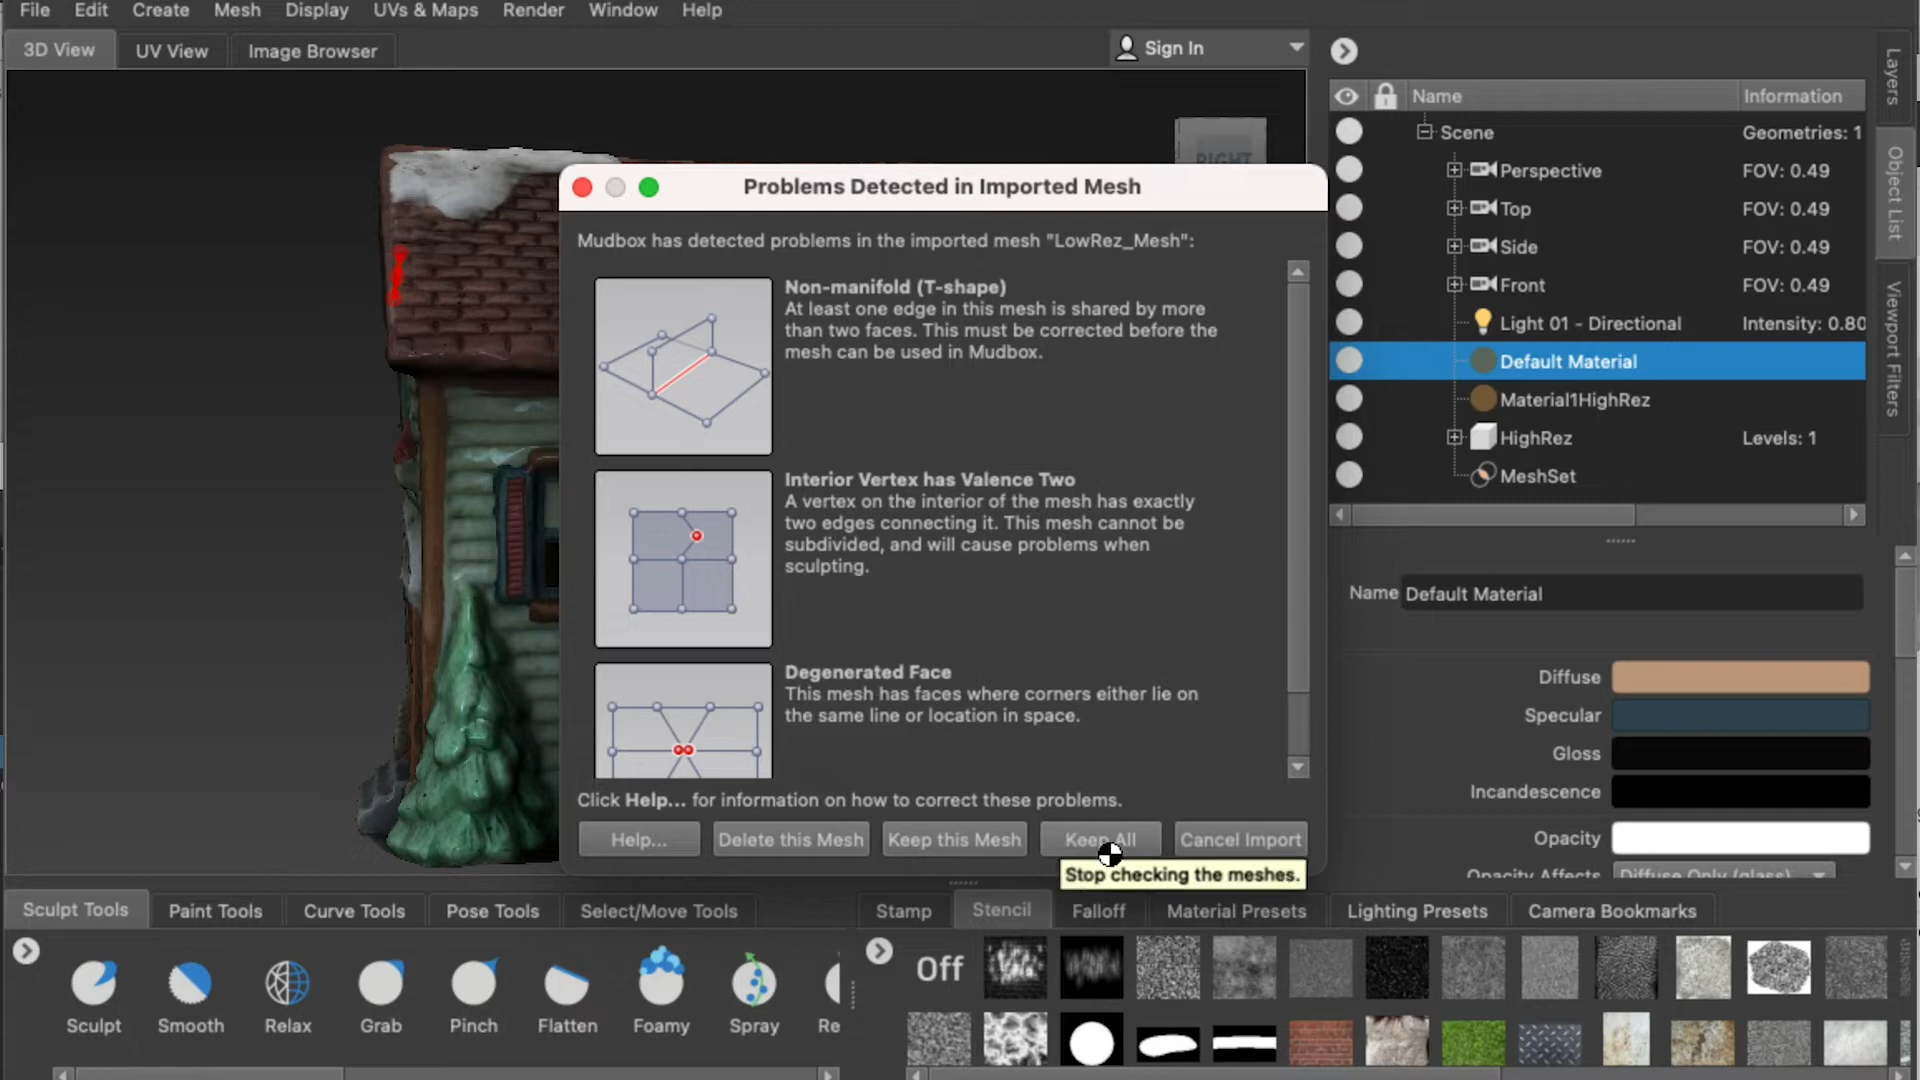 File Edit Create Mesh Display UVs & Maps Render Window Help
3D View UV View Image Browser
Sign In
RIGHT
Problems Detected in Imported Mesh
Mudbox has detected problems in the imported mesh "LowRez_Mesh":
Non-manifold (T-shape)
At least one edge in this mesh is shared by more
than two faces. This must be corrected before the
mesh can be used in Mudbox.
Interior Vertex has Valence Two
A vertex on the interior of the mesh has exactly
two edges connecting it. This mesh cannot be
subdivided, and will cause problems when
sculpting.
Degenerated Face
This mesh has faces where corners either lie on
the same line or location in space.
Click Help... for information on how to correct these problems.
Help... Delete this Mesh Keep this Mesh Keep All Cancel Import
Stop checking the meshes.
Name Information
Scene Geometries: 1
Perspective FOV: 0.49
Top FOV: 0.49
Side FOV: 0.49
Front FOV: 0.49
Light 01 - Directional Intensity: 0.80
Default Material
Material1HighRez
HighRez Levels: 1
MeshSet
Layers
Object List
Viewport Filters
Name Default Material
Diffuse
Specular
Gloss
Incandescence
Opacity
Opacity Affects Diffuse Only (glass)
Sculpt Tools Paint Tools Curve Tools Pose Tools Select/Move Tools
Sculpt Smooth Relax Grab Pinch Flatten Foamy Spray Re
Stamp Stencil Falloff Material Presets Lighting Presets Camera Bookmarks
Off